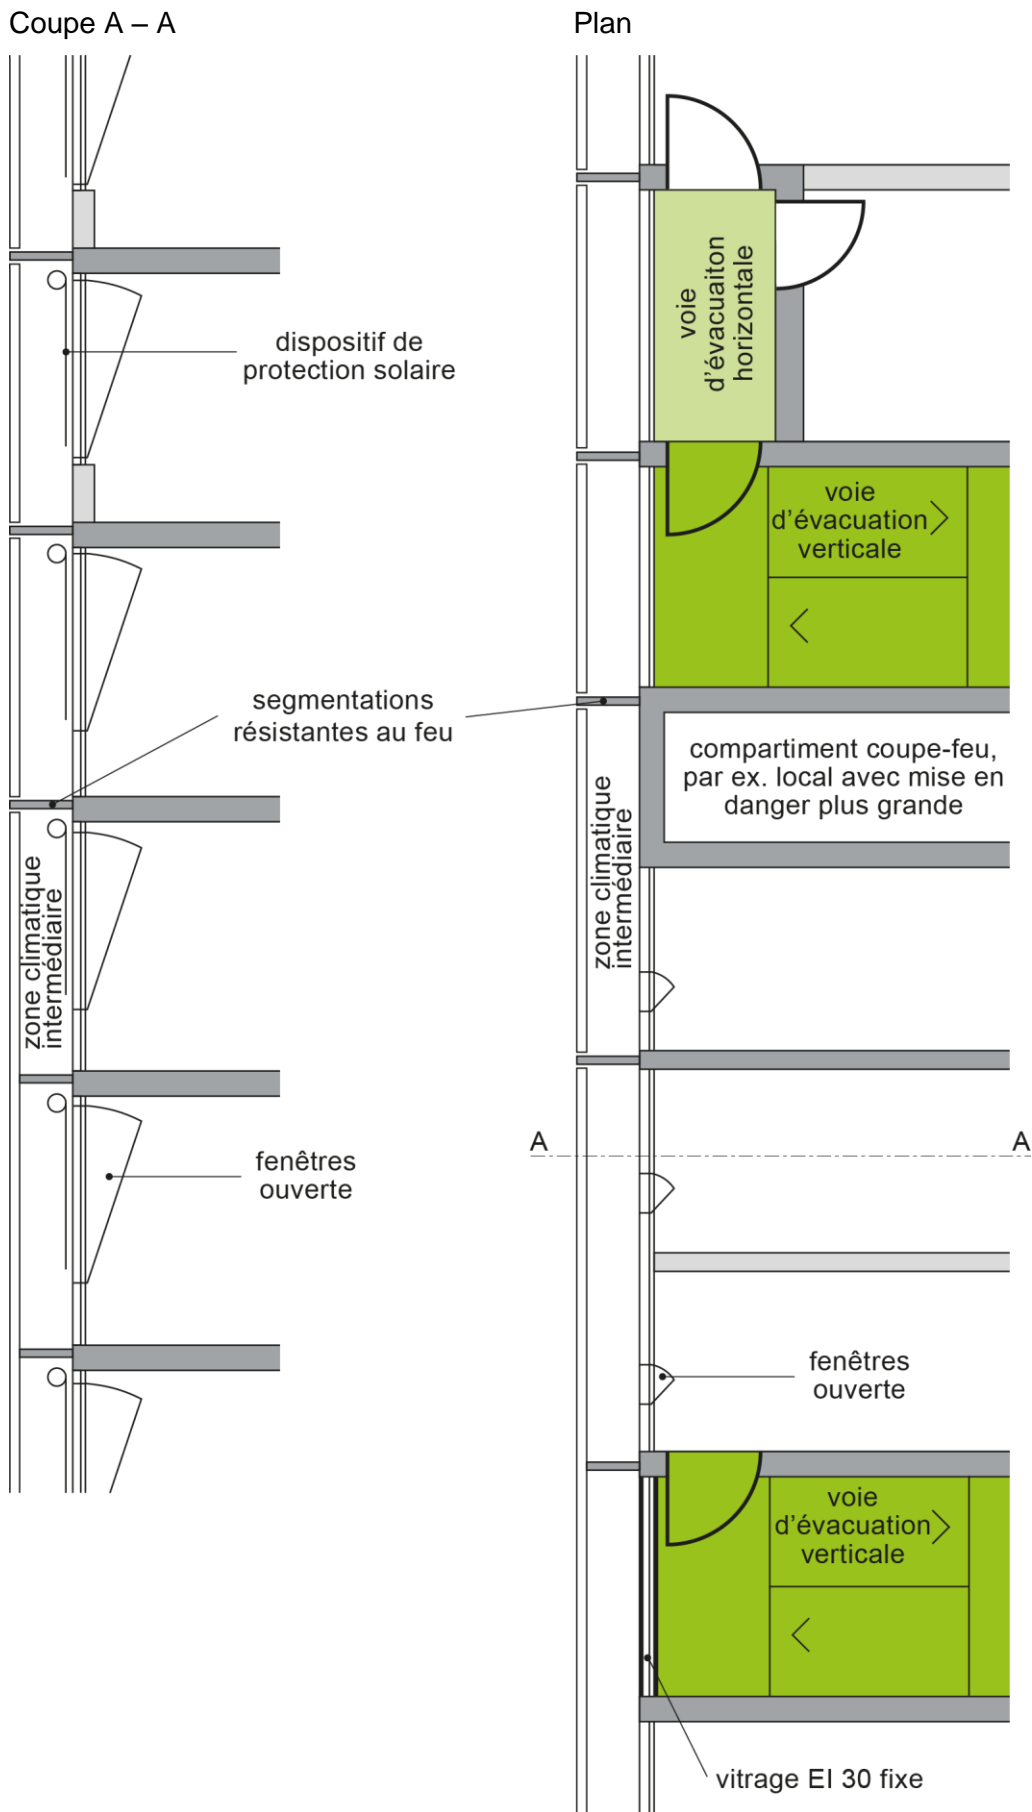 Coupe A – A
dispositif de
protection solaire
segmentations
résistantes au feu
zone climatique
intermédiaire
fenêtres
ouverte
Plan
voie
d'évacuaiton
horizontale
voie
d'évacuation
verticale
compartiment coupe-feu,
par ex. local avec mise en
danger plus grande
zone climatique
intermédiaire
A
A
fenêtres
ouverte
voie
d'évacuation
verticale
vitrage EI 30 fixe